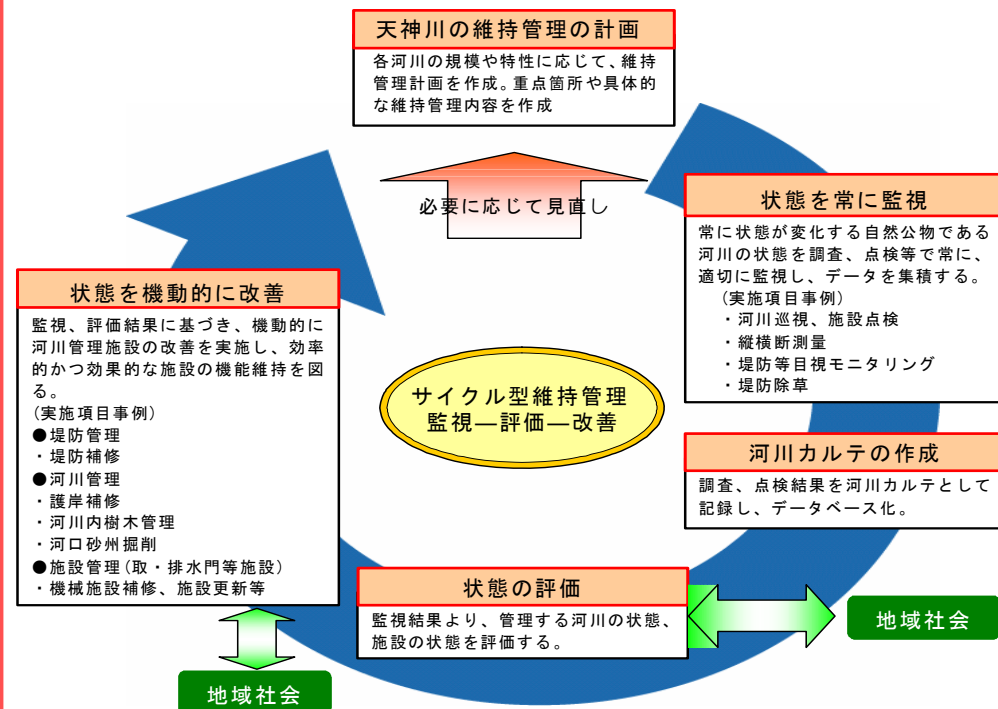 天神川の維持管理の計画
各河川の規模や特性に応じて、維持
管理計画を作成。重点箇所や具体的
な維持管理内容を作成
必要に応じて見直し
状態を常に監視
常に状態が変化する自然公物である
河川の状態を調査、点検等で常に、
適切に監視し、データを集積する。
(実施項目事例)
・河川巡視、施設点検
・縦横断測量
・堤防等目視モニタリング
・堤防除草
河川カルテの作成
調査、点検結果を河川カルテとして
記録し、データベース化。
状態の評価
監視結果より、管理する河川の状態、
施設の状態を評価する。
地域社会
状態を機動的に改善
監視、評価結果に基づき、機動的に
河川管理施設の改善を実施し、効率
的かつ効果的な施設の機能維持を図
る。
(実施項目事例)
●堤防管理
・堤防補修
●河川管理
・護岸補修
・河川内樹木管理
・河口砂州掘削
●施設管理(取・排水門等施設)
・機械施設補修、施設更新等
地域社会
サイクル型維持管理
監視―評価―改善